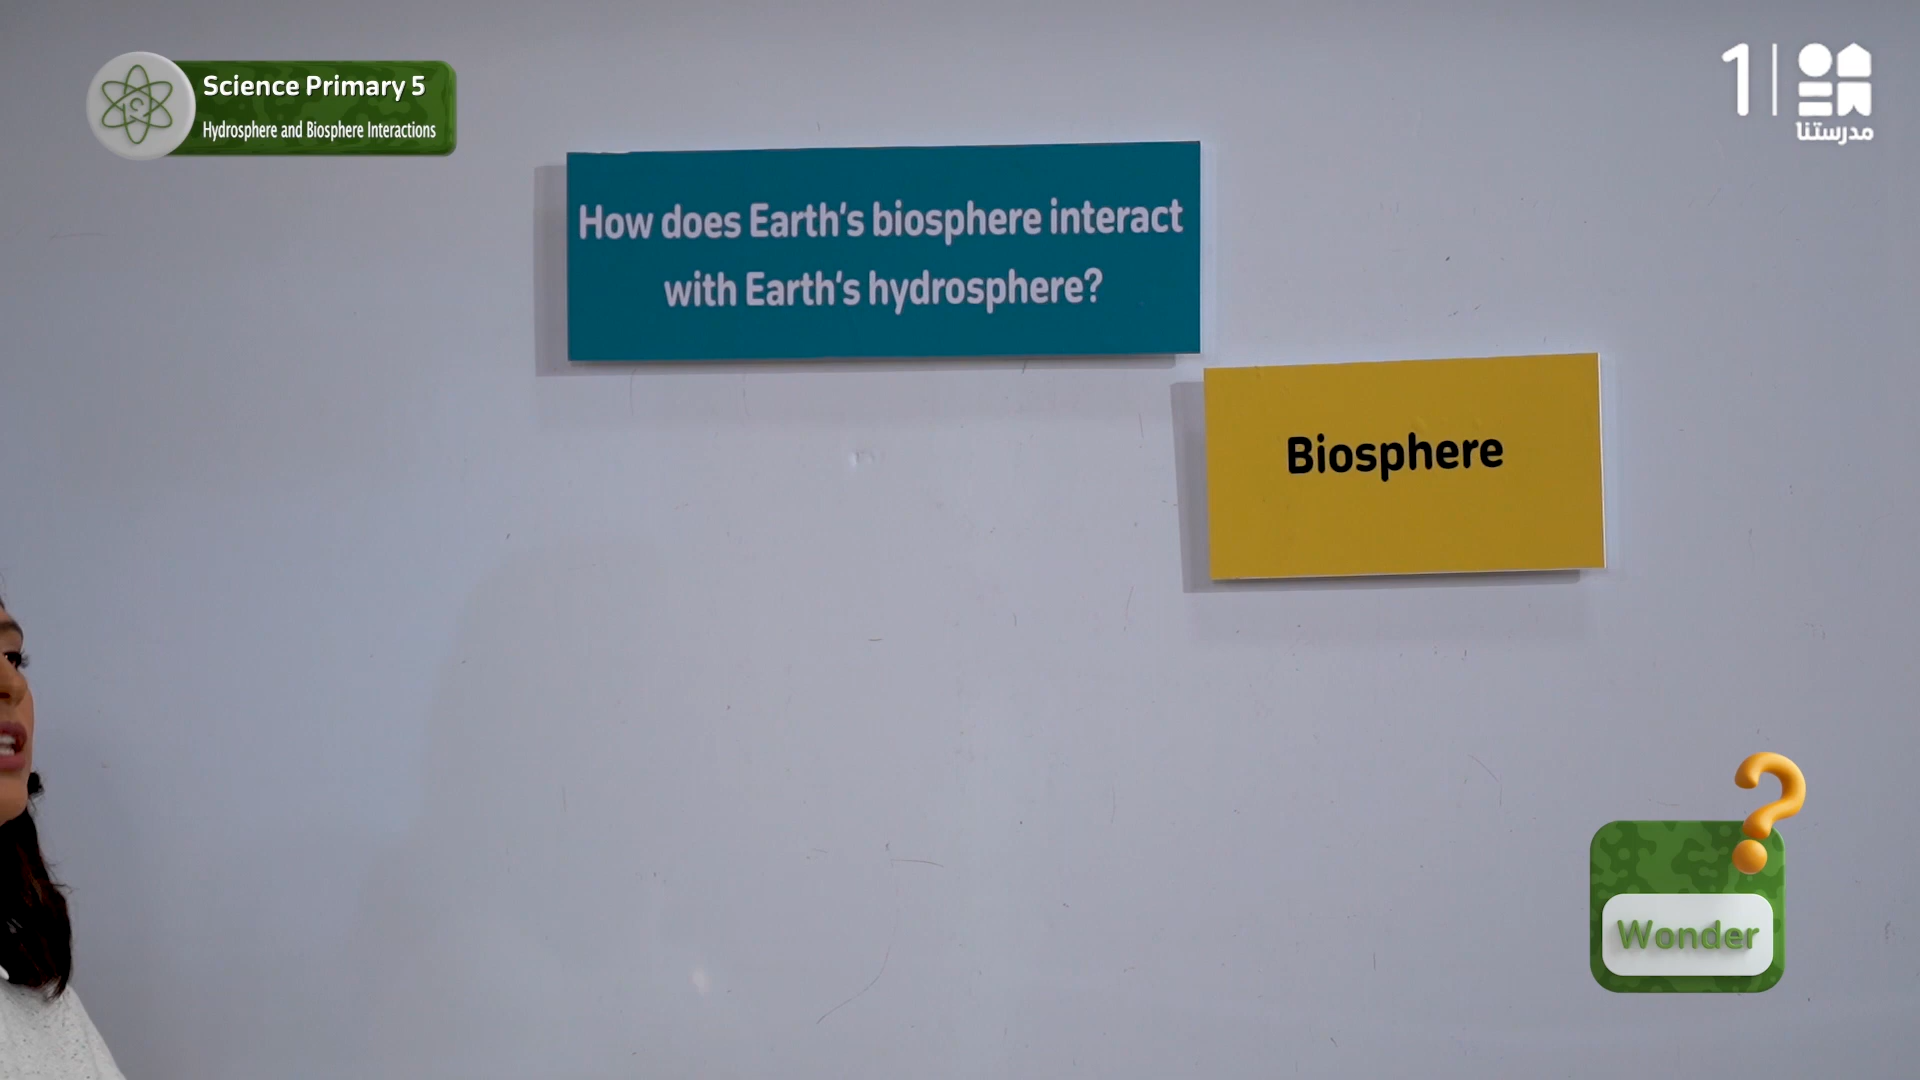 Science Primary 5
Hydrosphere and Biosphere Interactions
1
مدرستنا
How does Earth's biosphere interact
with Earth's hydrosphere?
Biosphere
?
Wonder